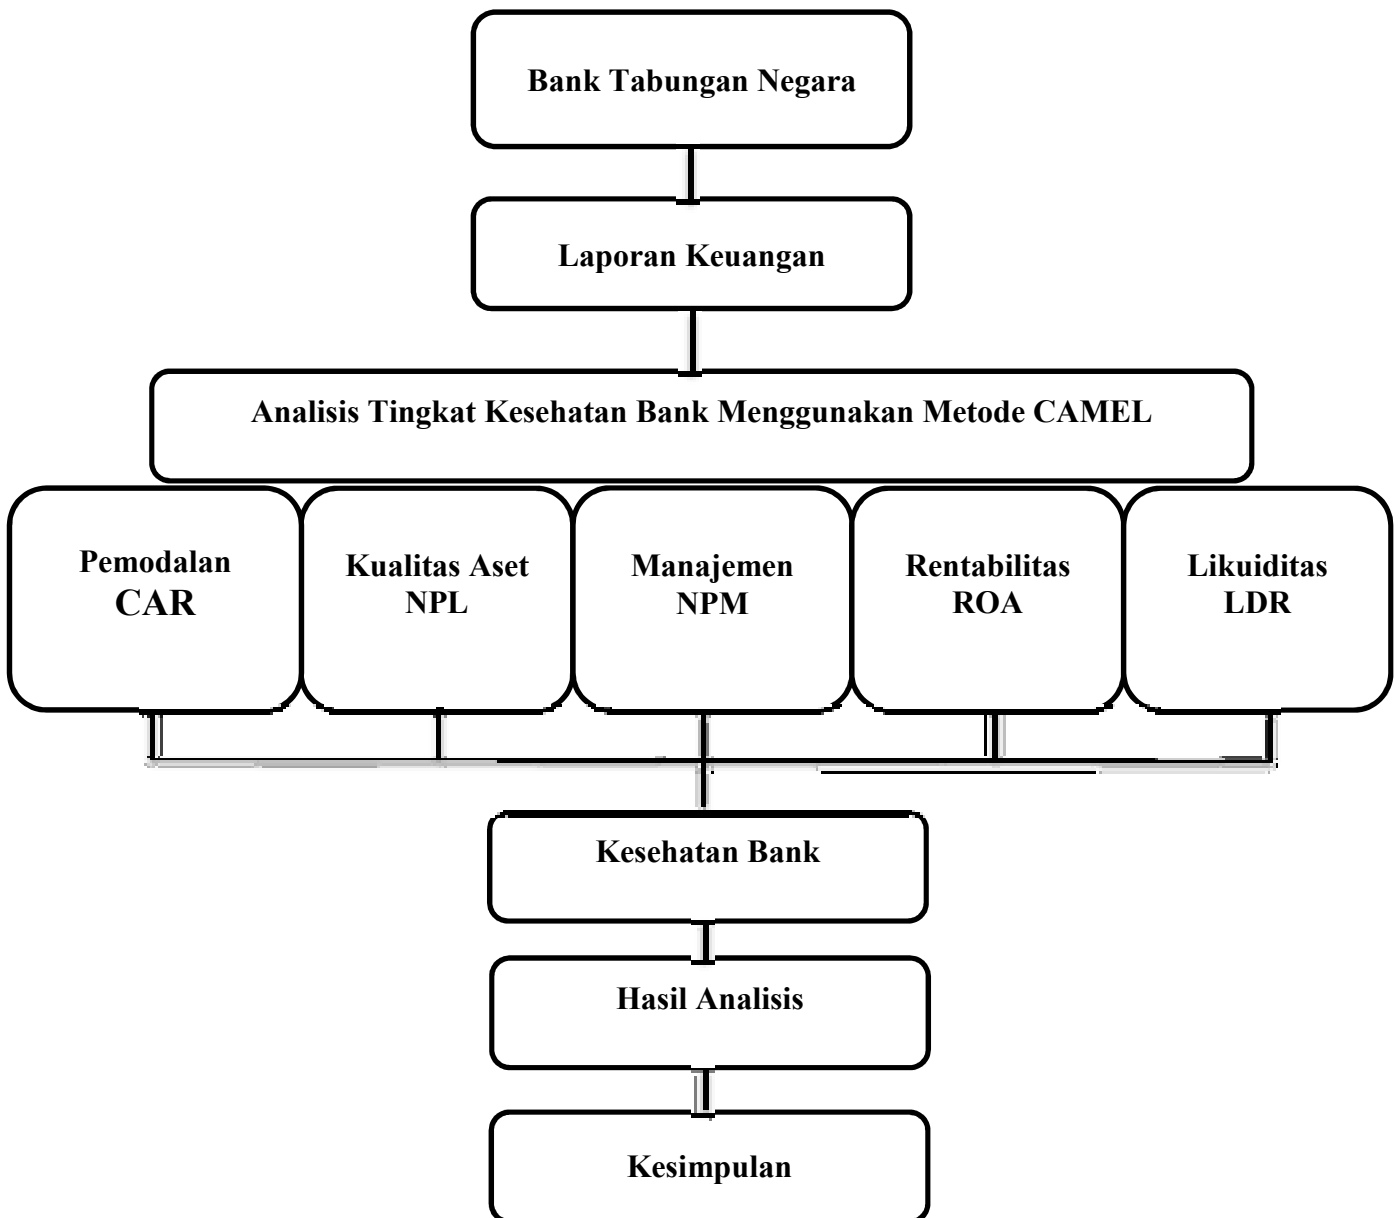 Bank Tabungan Negara
Laporan Keuangan
Analisis Tingkat Kesehatan Bank Menggunakan Metode CAMEL
Pemodalan
CAR
Kualitas Aset
NPL
Manajemen
NPM
Rentabilitas
ROA
Likuiditas
LDR
Kesehatan Bank
Hasil Analisis
Kesimpulan